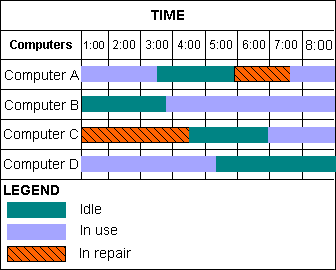 TIME
Computers 1:00 2:00 3:00 4:00 5:00 6:00 7:00 8:00
Computer A
Computer B
Computer C
Computer D
LEGEND
Idle
In use
In repair